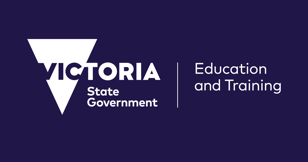 VICTORIA
State
Government
Education
and Training